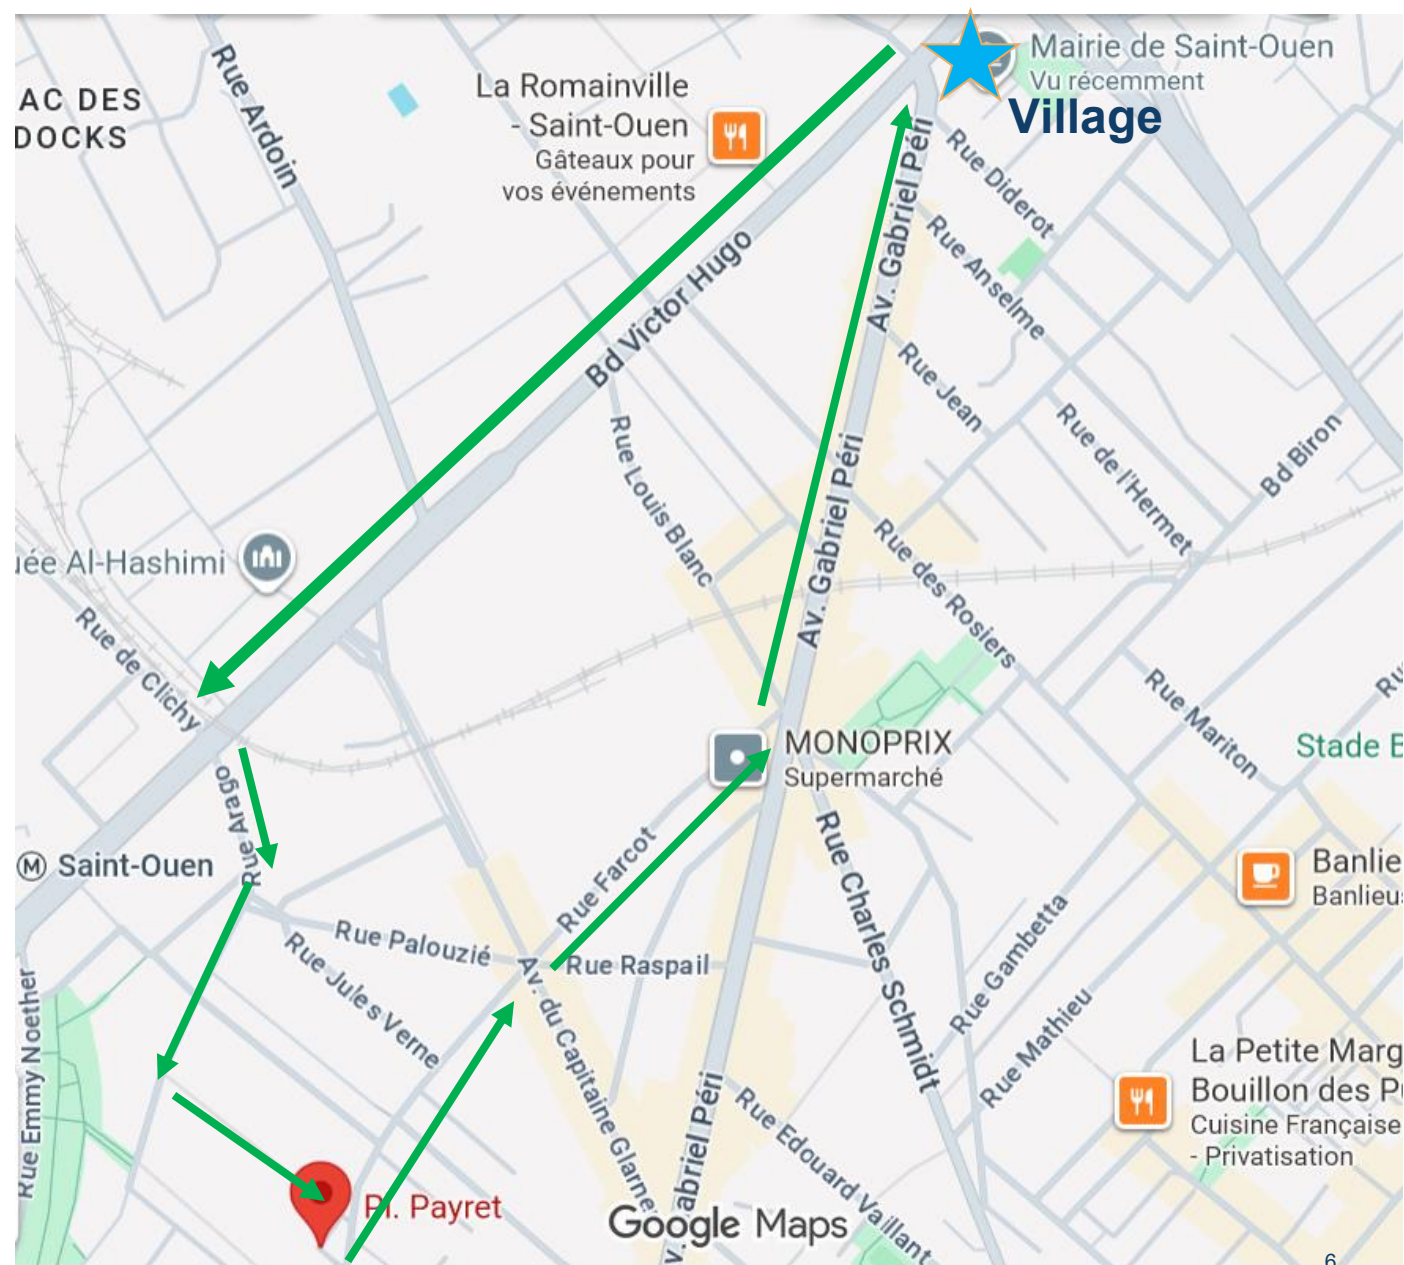 Mairie de Saint-Ouen
Vu récemment
Village
Rue Ardoin
AC DES
DOCKS
La Romainville
- Saint-Ouen
Gâteaux pour
vos événements
Av. Gabriel Péri
Rue Diderot
Rue Anselme
Bd Victor Hugo
Rue Jean
Rue de l'Hermet
Bd Biron
Rue Louis Blanc
Av. Gabriel Péri
Rue des Rosiers
uée Al-Hashimi
Rue de Clichy
Rue Mariton
Ru
Stade B
MONOPRIX
Supermarché
Rue Arago
M Saint-Ouen
Rue Farcot
Rue Charles Schmidt
Banlie
Banlieus
Rue Palouzié
Rue Raspail
Rue Gambetta
Rue Jules Verne
Av. du Capitaine Glarne
Rue Mathieu
Rue Emmy Noether
La Petite Marg
Bouillon des Pu
Cuisine Française
- Privatisation
v. Gabriel Péri
Rue Edouard Vaillant
Pl. Payret
Google Maps
6